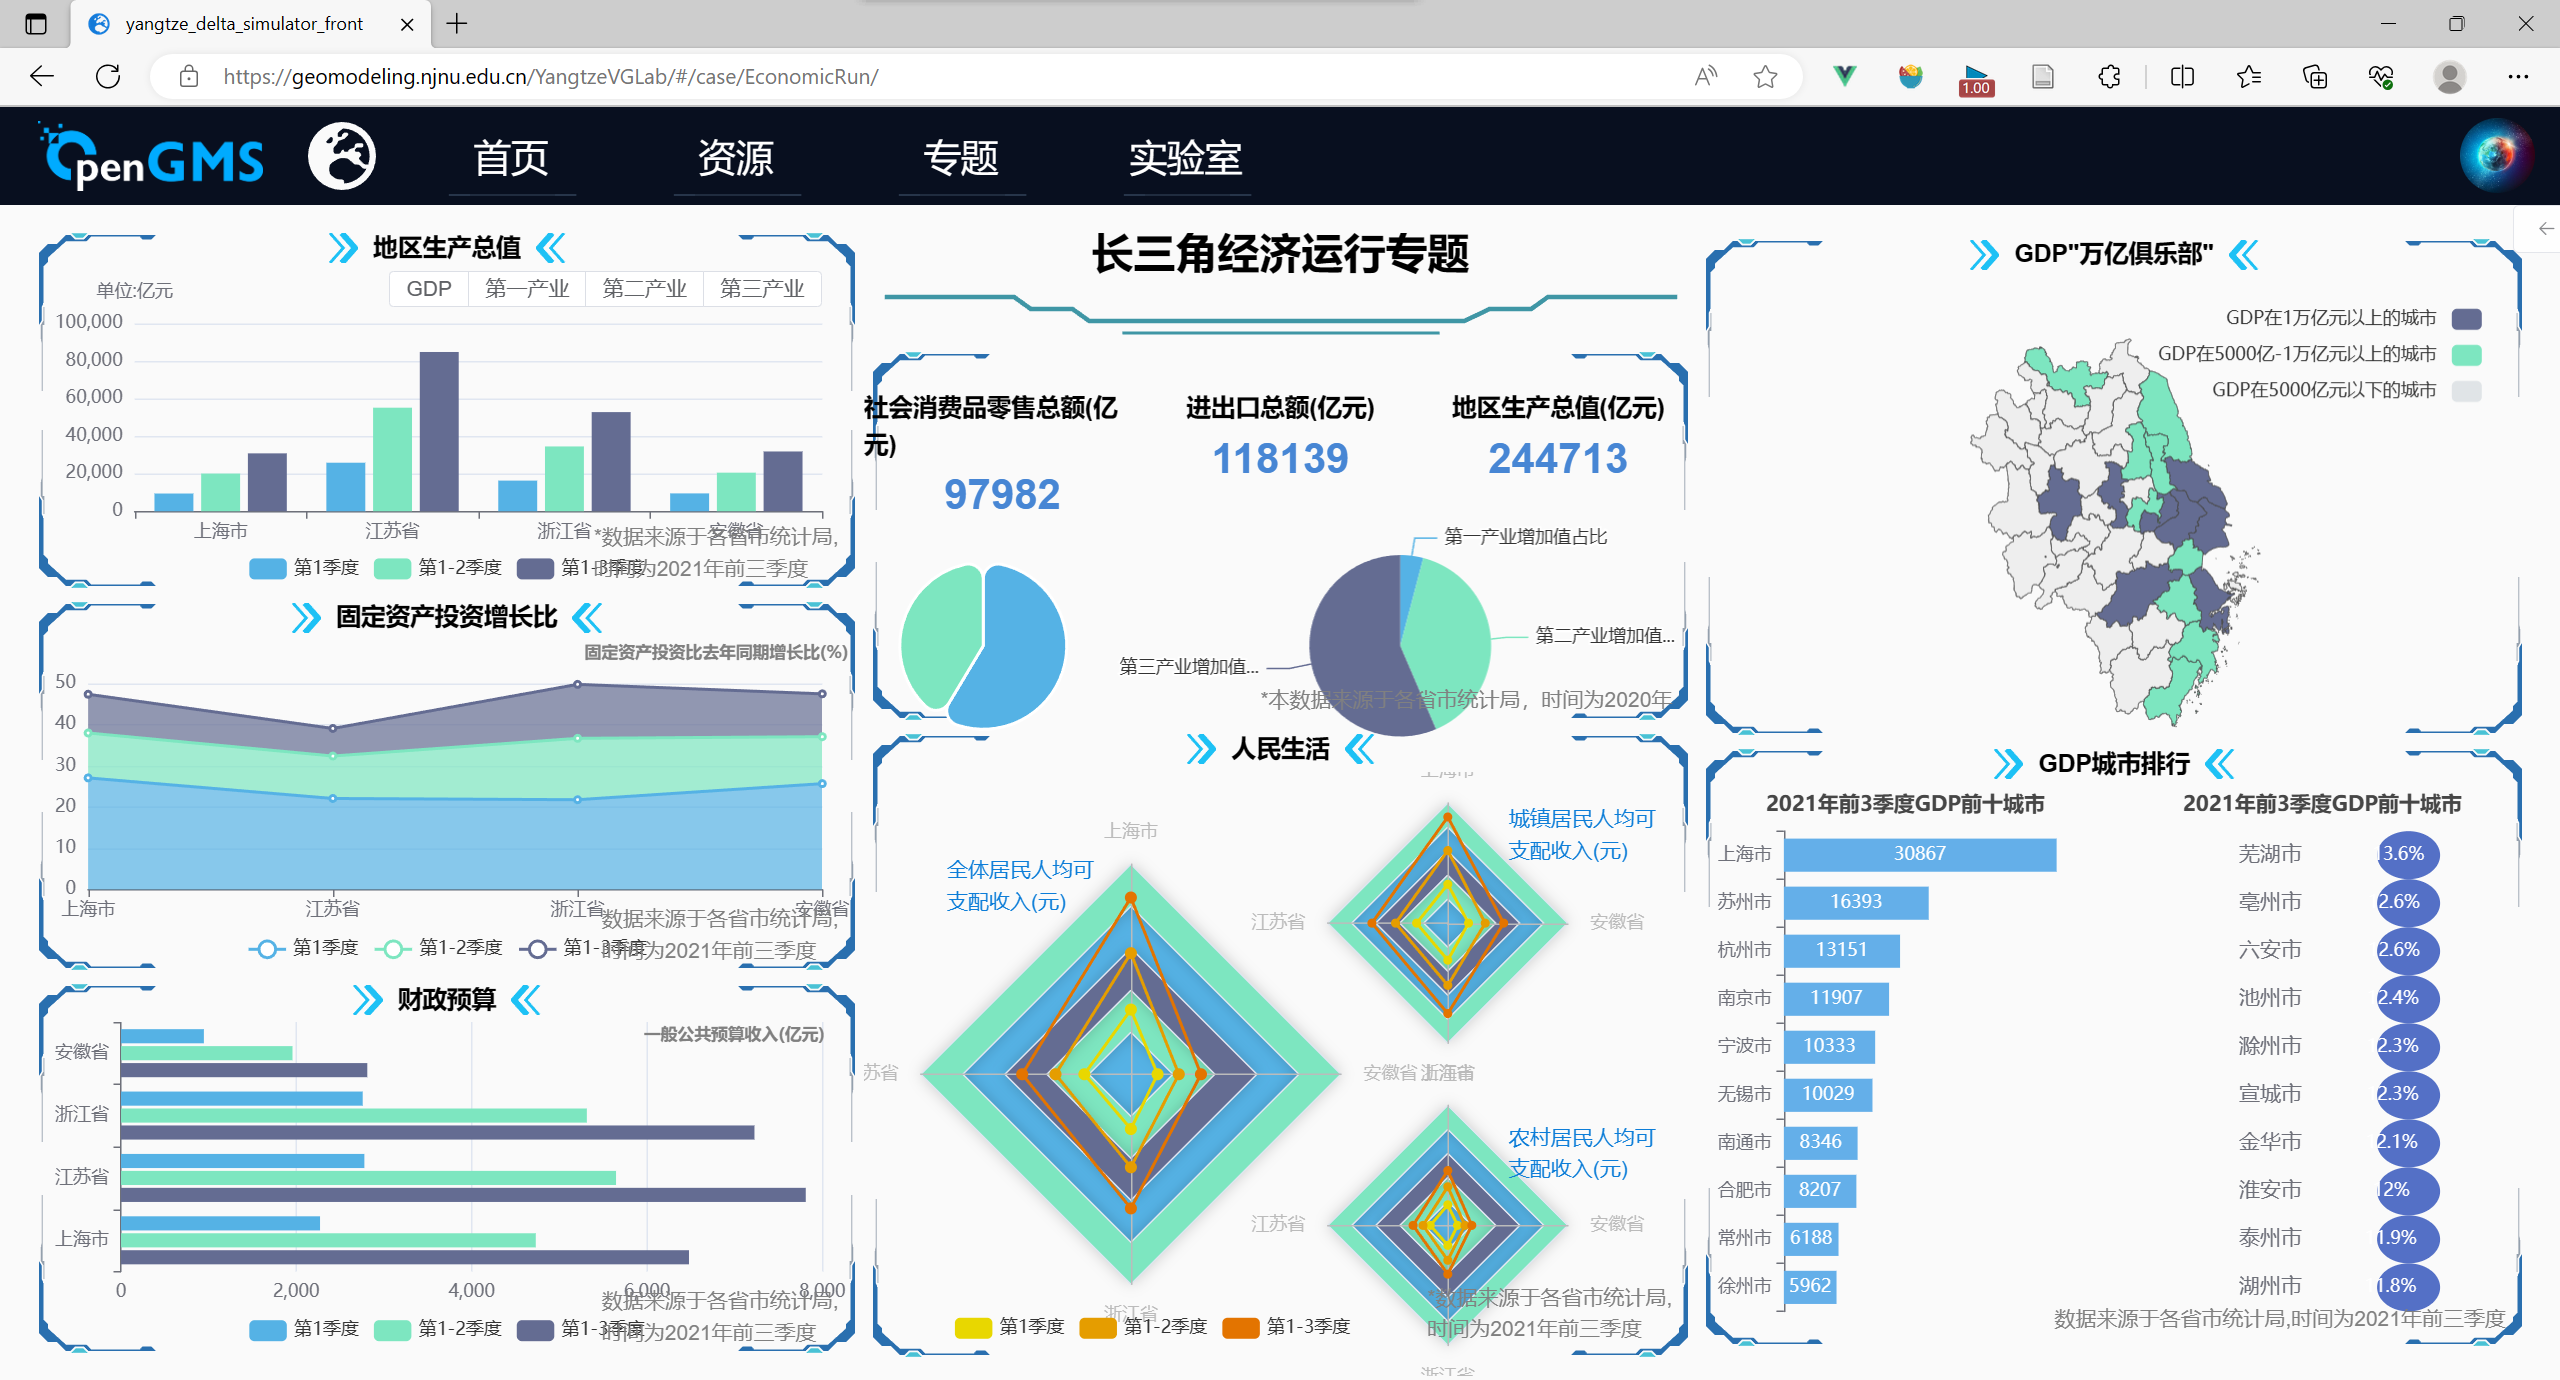 yangtze_delta_simulator_front
https://geomodeling.njnu.edu.cn/YangtzeVGLab/#/case/EconomicRun/
1.00
OpenGMS
首页
资源
专题
实验室
地区生产总值
单位:亿元
GDP
第一产业
第二产业
第三产业
100,000
80,000
60,000
40,000
20,000
0
上海市
江苏省
浙江省
安徽省
*数据来源于各省市统计局,
时间为2021年前三季度
第1季度
第1-2季度
第1-3季度
固定资产投资增长比
固定资产投资比去年同期增长比(%)
50
40
30
20
10
0
上海市
江苏省
浙江省
安徽省
数据来源于各省市统计局,
时间为2021年前三季度
第1季度
第1-2季度
第1-3季度
财政预算
一般公共预算收入(亿元)
安徽省
浙江省
江苏省
上海市
0
2,000
4,000
6,000
8,000
数据来源于各省市统计局,
时间为2021年前三季度
第1季度
第1-2季度
第1-3季度
长三角经济运行专题
社会消费品零售总额(亿
元)
97982
进出口总额(亿元)
118139
地区生产总值(亿元)
244713
第一产业增加值占比
第二产业增加值...
第三产业增加值...
*本数据来源于各省市统计局，时间为2020年
人民生活
全体居民人均可
支配收入(元)
上海市
苏省
安徽省
浙江省
城镇居民人均可
支配收入(元)
上海市
江苏省
安徽省
浙江省
农村居民人均可
支配收入(元)
上海市
江苏省
安徽省
浙江省
*数据来源于各省市统计局,
时间为2021年前三季度
第1季度
第1-2季度
第1-3季度
GDP"万亿俱乐部"
GDP在1万亿元以上的城市
GDP在5000亿-1万亿元以上的城市
GDP在5000亿元以下的城市
GDP城市排行
2021年前3季度GDP前十城市
上海市 30867
苏州市 16393
杭州市 13151
南京市 11907
宁波市 10333
无锡市 10029
南通市 8346
合肥市 8207
常州市 6188
徐州市 5962
2021年前3季度GDP前十城市
芜湖市 3.6%
亳州市 2.6%
六安市 2.6%
池州市 2.4%
滁州市 2.3%
宣城市 2.3%
金华市 2.1%
淮安市 2%
泰州市 1.9%
湖州市 1.8%
数据来源于各省市统计局,时间为2021年前三季度